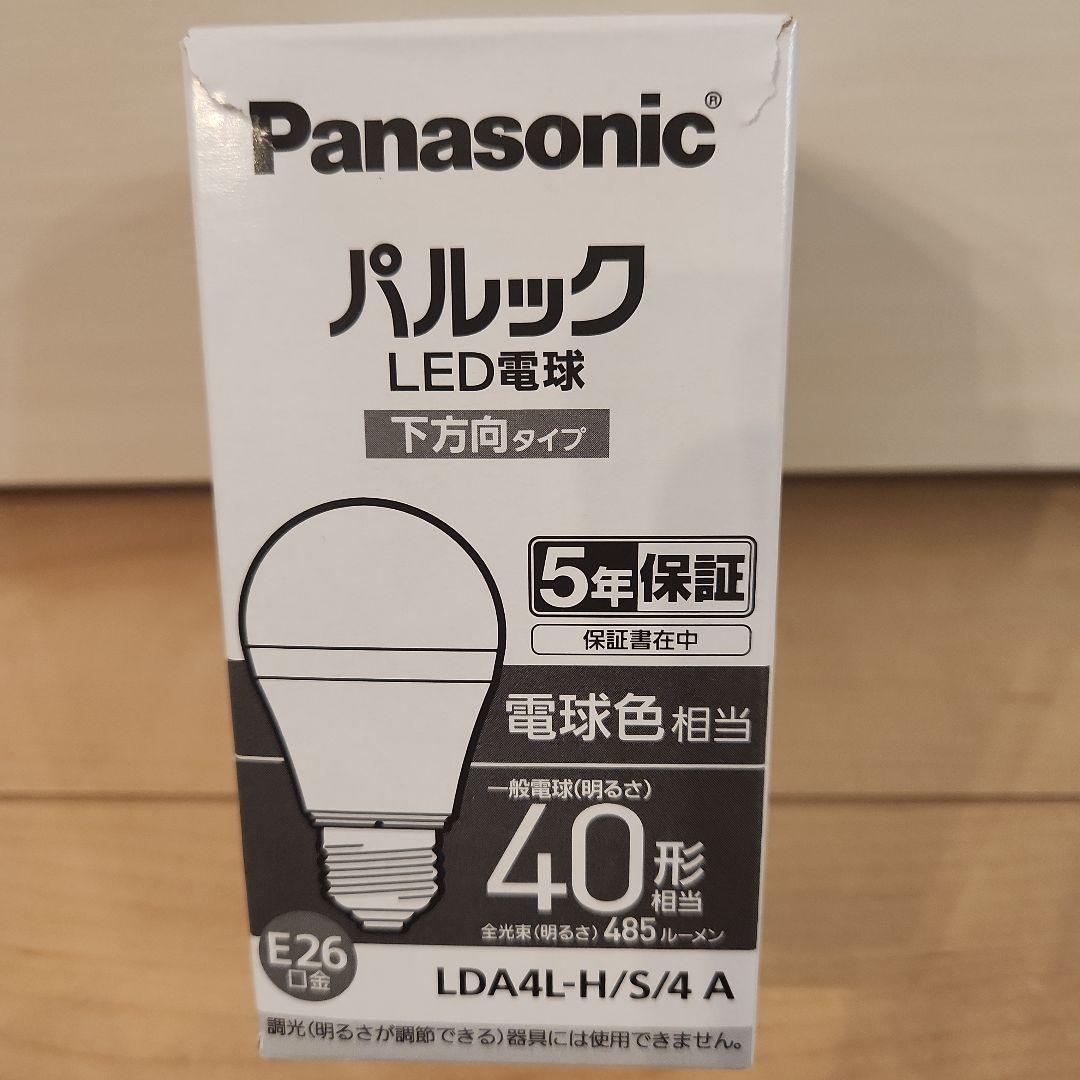 Panasonic®
パルック
LED電球
下方向タイプ
5年保証
保証書在中
電球色相当
一般電球(明るさ)
40形相当
全光束(明るさ)485ルーメン
E26
口金
LDA4L-H/S/4 A
調光(明るさが調節できる)器具には使用できません。